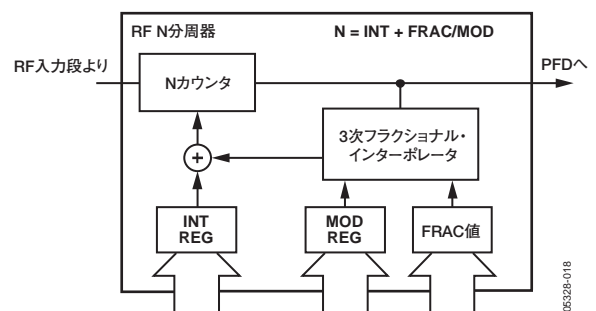 RF N分周器
N = INT + FRAC/MOD
RF入力段より
PFDへ
Nカウンタ
3次フラクショナル・
インターポレータ
+
INT
REG
MOD
REG
FRAC値
05328-018